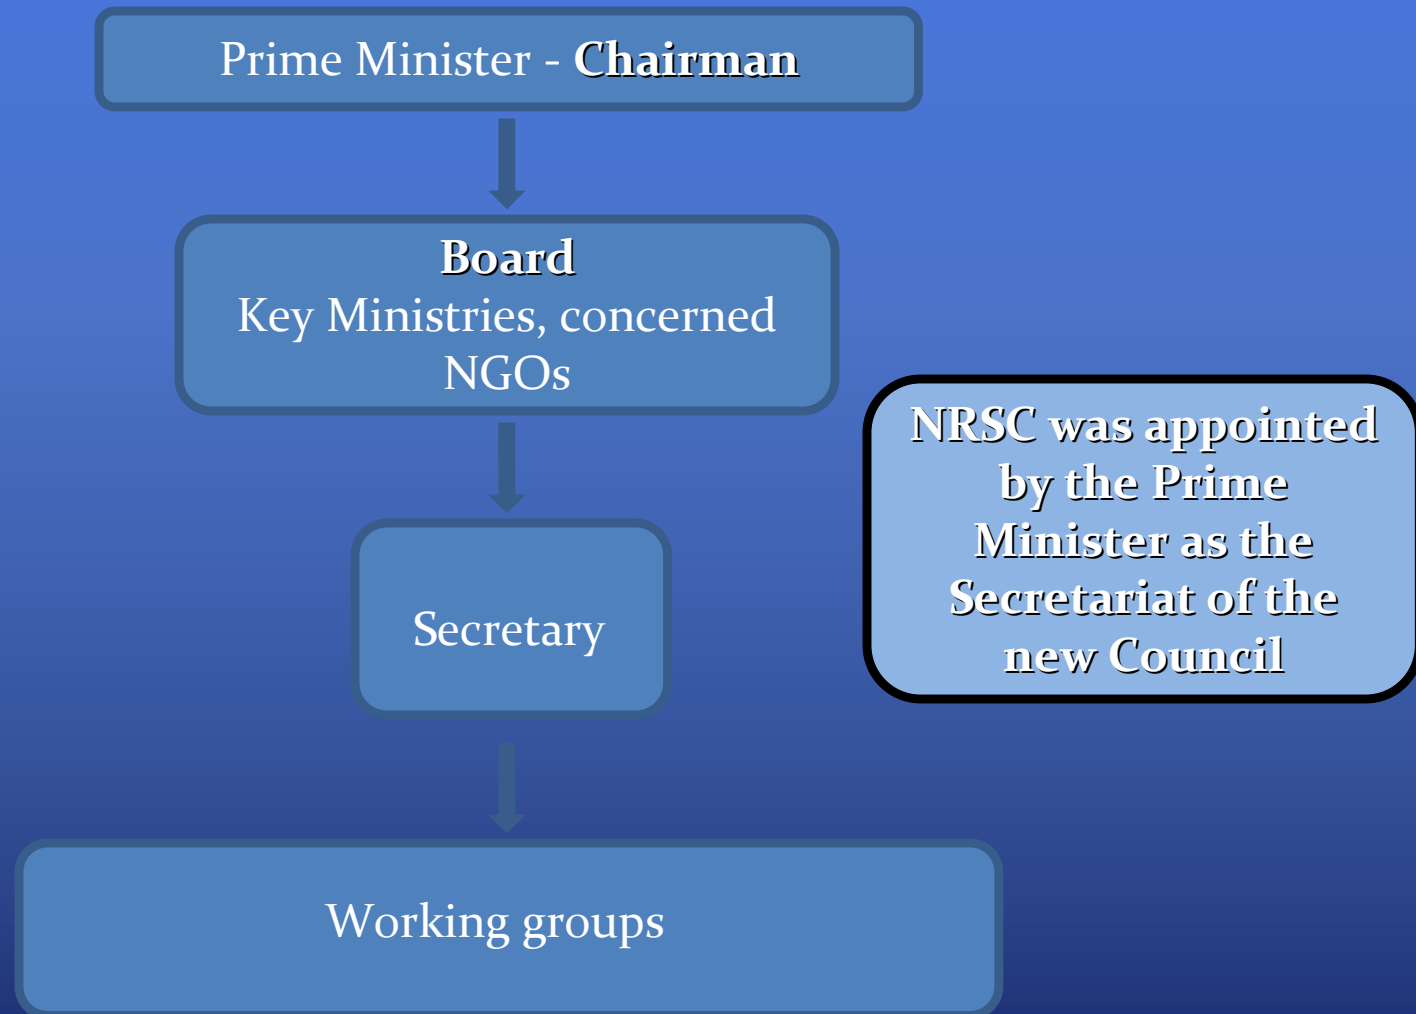 Prime Minister - Chairman
Board
Key Ministries, concerned
NGOs
NRSC was appointed
by the Prime
Minister as the
Secretariat of the
new Council
Secretary
Working groups